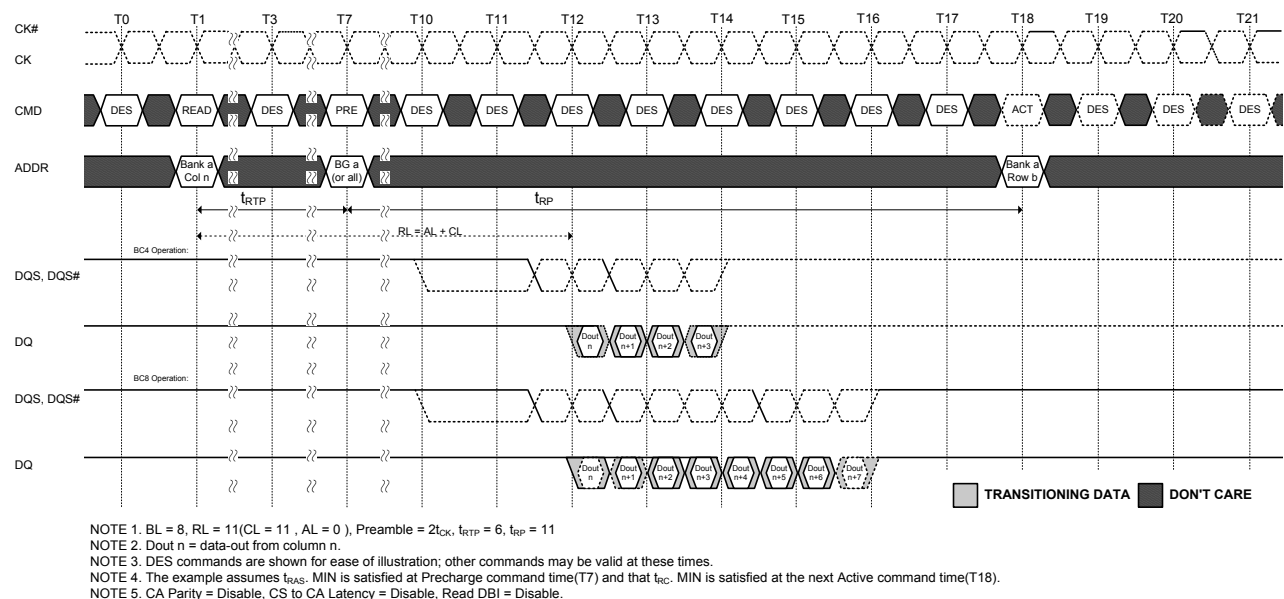 T0 T1 T3 T7 T10 T11 T12 T13 T14 T15 T16 T17 T18 T19 T20 T21
CK#
CK
CMD DES READ DES PRE DES DES DES DES DES DES DES DES ACT DES DES DES
ADDR Bank a Col n BG a (or all) Bank a Row b
tRTP tRP
RL = AL + CL
BC4 Operation:
DQS, DQS#
DQ Dout n Dout n+1 Dout n+2 Dout n+3
BC8 Operation:
DQS, DQS#
DQ Dout n Dout n+1 Dout n+2 Dout n+3 Dout n+4 Dout n+5 Dout n+6 Dout n+7
TRANSITIONING DATA DON'T CARE
NOTE 1. BL = 8, RL = 11(CL = 11 , AL = 0 ), Preamble = 2tCK, tRTP = 6, tRP = 11
NOTE 2. Dout n = data-out from column n.
NOTE 3. DES commands are shown for ease of illustration; other commands may be valid at these times.
NOTE 4. The example assumes tRAS. MIN is satisfied at Precharge command time(T7) and that tRC. MIN is satisfied at the next Active command time(T18).
NOTE 5. CA Parity = Disable, CS to CA Latency = Disable, Read DBI = Disable.